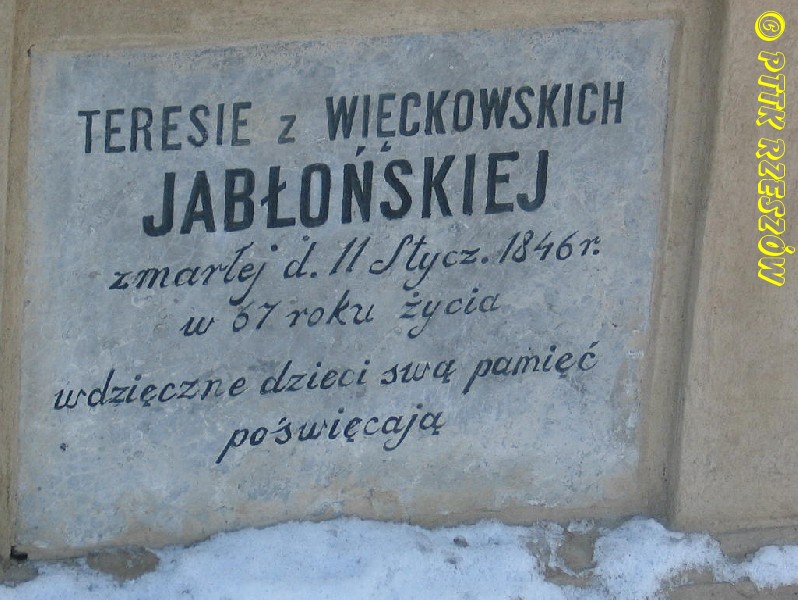 TERESIE z WIĘCKOWSKICH
JABŁOŃSKIEJ
zmarłej d. 11 Stycz. 1846 r.
w 67 roku życia
wdzięczne dzieci swą pamięć
poświęcają
© PTTK RZESZÓW